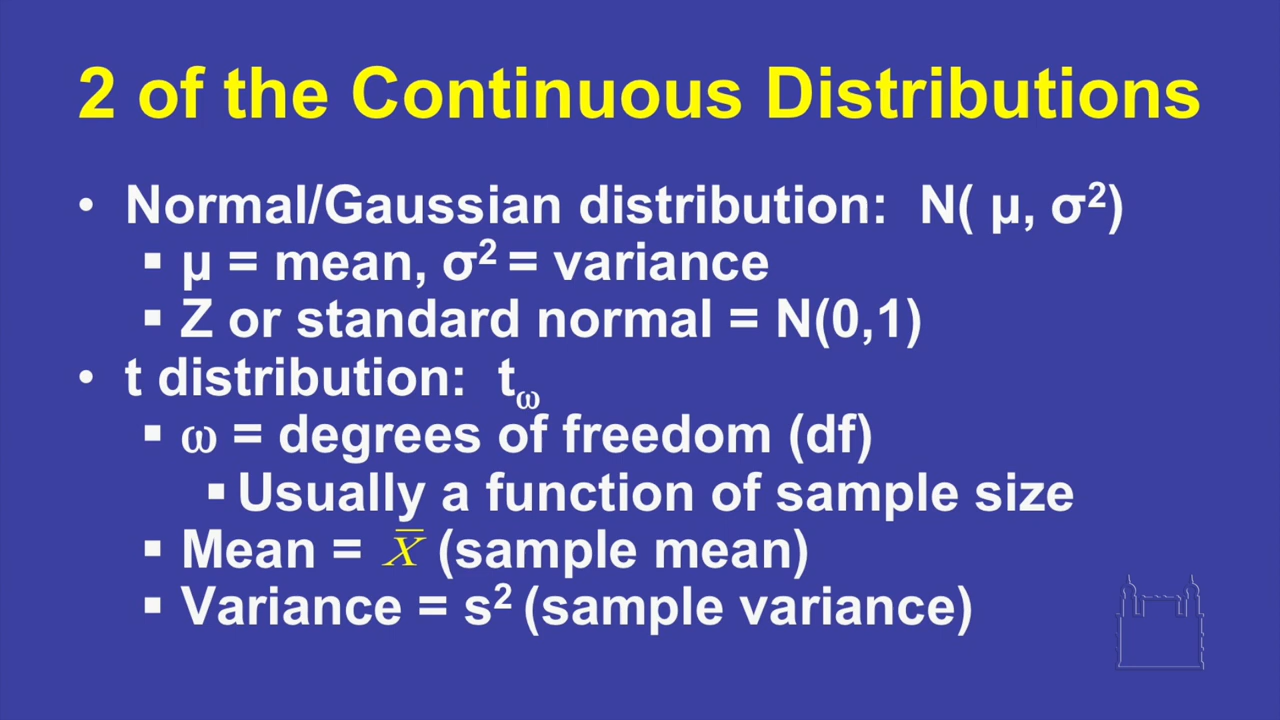 2 of the Continuous Distributions
• Normal/Gaussian distribution: N( μ, σ²)
▪ μ = mean, σ² = variance
▪ Z or standard normal = N(0,1)
• t distribution: tω
▪ ω = degrees of freedom (df)
▪ Usually a function of sample size
▪ Mean = X̅ (sample mean)
▪ Variance = s² (sample variance)